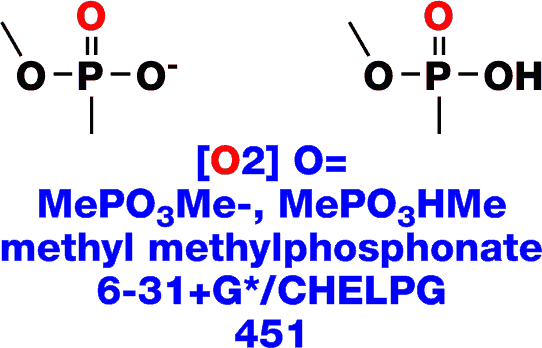 O O
O P O- O P OH
[O2] O=
MePO₃Me-, MePO₃HMe
methyl methylphosphonate
6-31+G*/CHELPG
451